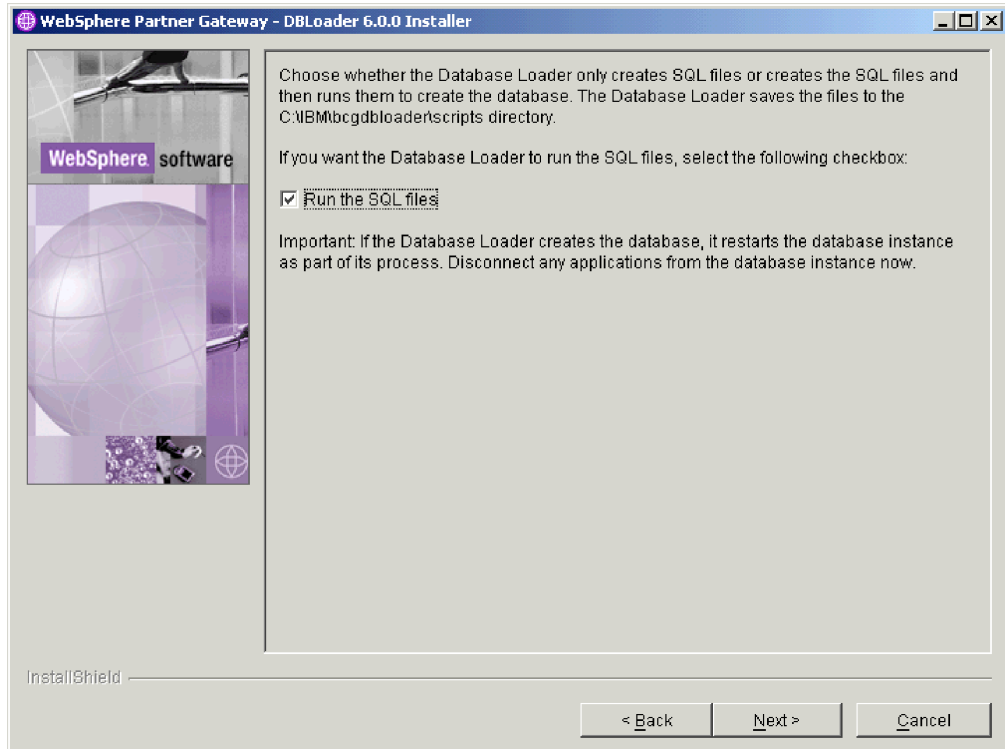 WebSphere Partner Gateway - DBLoader 6.0.0 Installer
WebSphere software
Choose whether the Database Loader only creates SQL files or creates the SQL files and
then runs them to create the database. The Database Loader saves the files to the
C:\IBM\bcgdbloader\scripts directory.
If you want the Database Loader to run the SQL files, select the following checkbox:
Run the SQL files
Important: If the Database Loader creates the database, it restarts the database instance
as part of its process. Disconnect any applications from the database instance now.
InstallShield
< Back
Next >
Cancel